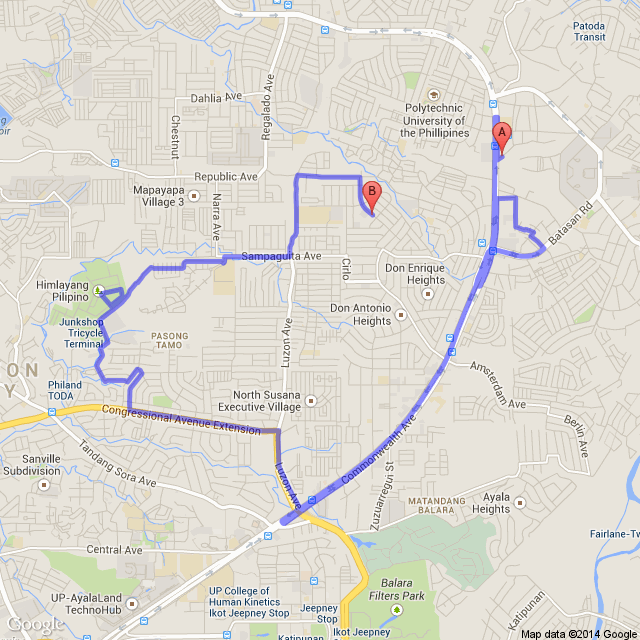 Patoda
Transit
Dahlia Ave
Regalado Ave
Polytechnic
University of
the Phillipines
Chestnut
A
Republic Ave
Mapayapa
Village 3
B
Narra Ave
Batasan Rd
Sampaguita Ave
Cirlo
Don Enrique
Heights
Himlayang
Pilipino
Don Antonio
Heights
Junkshop
Tricycle
Terminal
PASONG
TAMO
Luzon Ave
ON
Y
Philand
TODA
Amsterdam Ave
North Susana
Executive Village
Congressional Avenue Extension
Commonwealth Ave
Berlin Ave
Tandang Sora Ave
Sanville
Subdivision
Luzon Ave
Zuzuarregui St
MATANDANG
BALARA
Ayala
Heights
Central Ave
Fairlane-Tw
UP-AyalaLand
TechnoHub
UP College of
Human Kinetics
Ikot Jeepney Stop
Jeepney
Stop
Balara
Filters Park
Katipunan
Katipunan
Ikot Jeepney
Google
Map data ©2014 Google